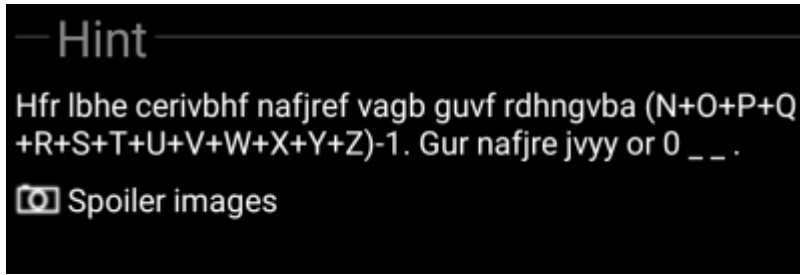 Hint
Hfr lbhe cerivbhf nafjref vagb guvf rdhngvba (N+O+P+Q
+R+S+T+U+V+W+X+Y+Z)-1. Gur nafjre jvyy or 0 _ _ .
Spoiler images